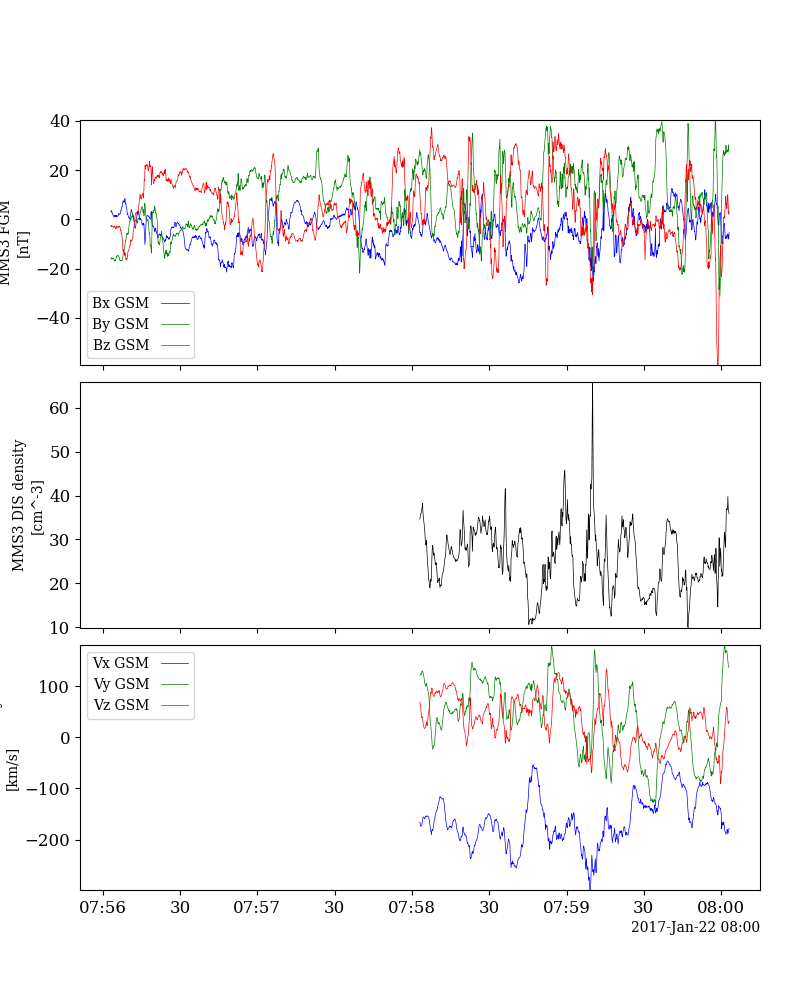 40
20
0
−20
−40
MMS3 FGM
[nT]
Bx GSM
By GSM
Bz GSM
60
50
40
30
20
10
MMS3 DIS density
[cm^-3]
100
0
−100
−200
[km/s]
Vx GSM
Vy GSM
Vz GSM
07:56 30 07:57 30 07:58 30 07:59 30 08:00
2017-Jan-22 08:00